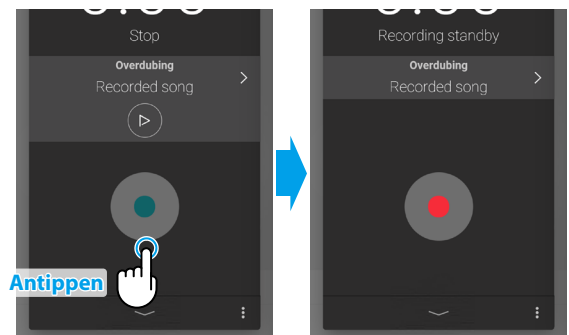 Stop
Overdubing
Recorded song
Antippen
Recording standby
Overdubing
Recorded song